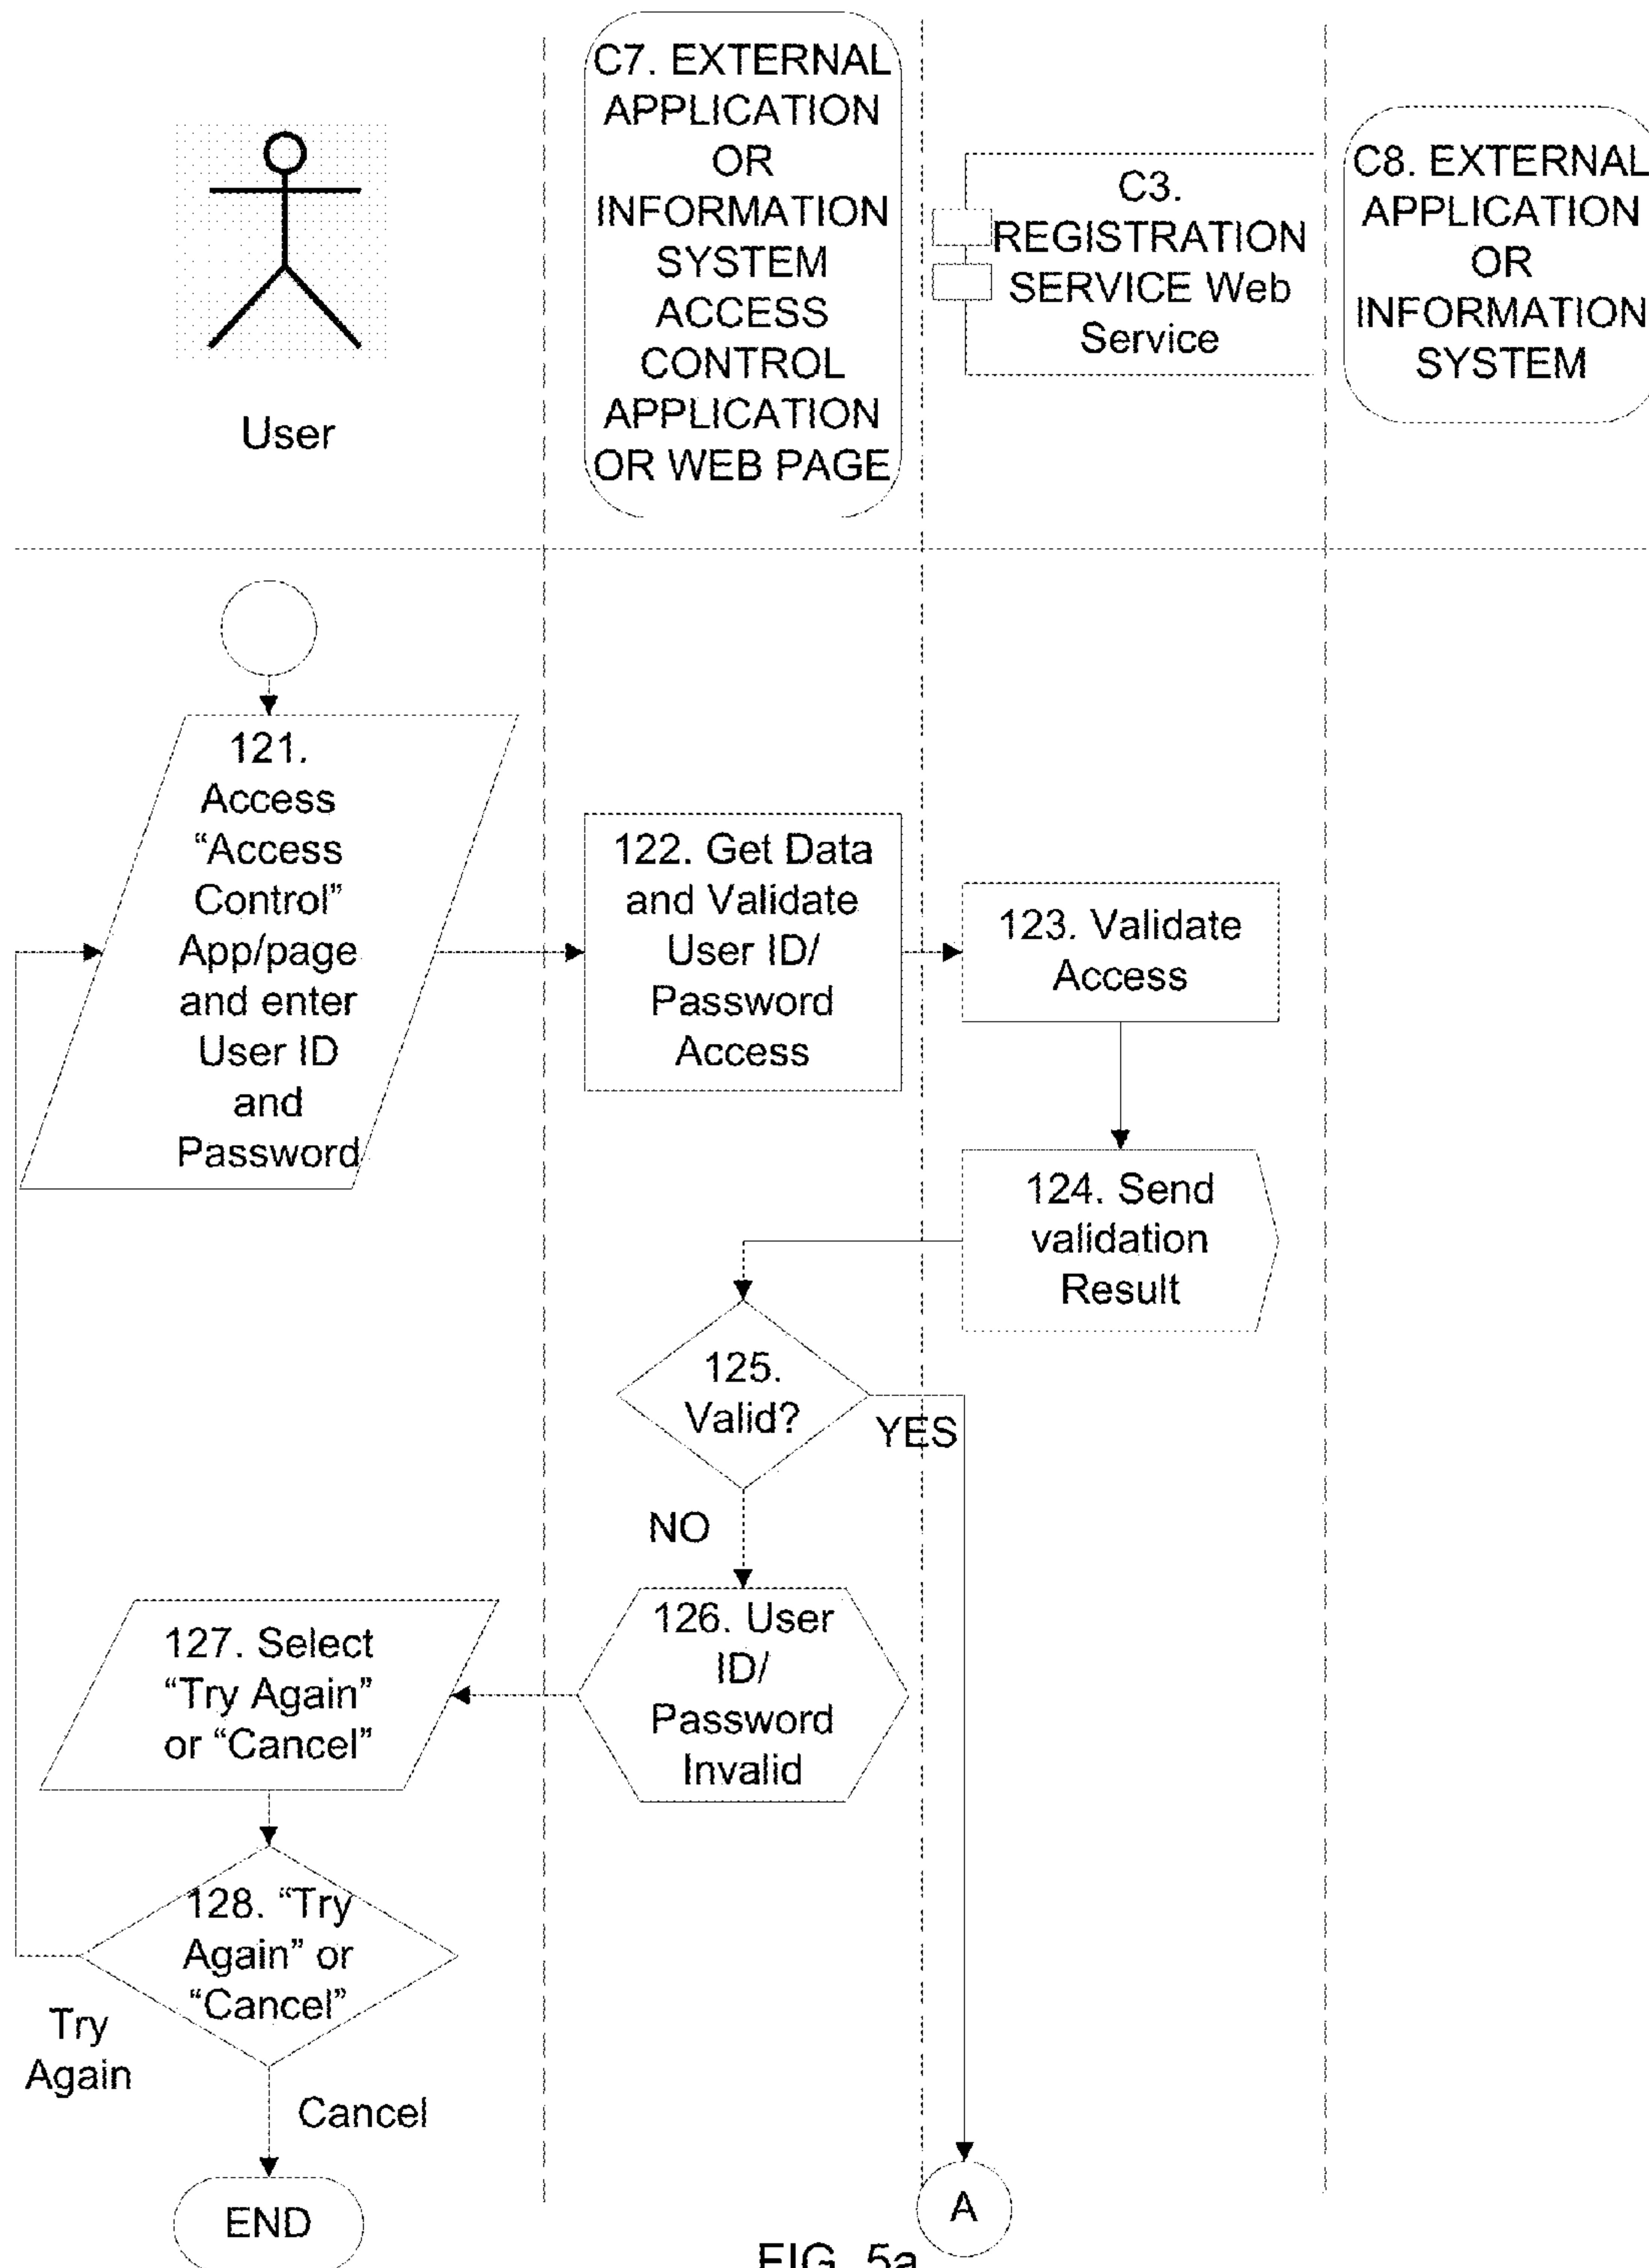 User
C7. EXTERNAL
APPLICATION
OR
INFORMATION
SYSTEM
ACCESS
CONTROL
APPLICATION
OR WEB PAGE
C3.
REGISTRATION
SERVICE Web
Service
C8. EXTERNAL
APPLICATION
OR
INFORMATION
SYSTEM
121.
Access
“Access
Control”
App/page
and enter
User ID
and
Password
122. Get Data
and Validate
User ID/
Password
Access
123. Validate
Access
124. Send
validation
Result
125.
Valid?
YES
NO
126. User
ID/
Password
Invalid
127. Select
“Try Again”
or “Cancel”
128. “Try
Again” or
“Cancel”
Try
Again
Cancel
END
A
FIG. 5a